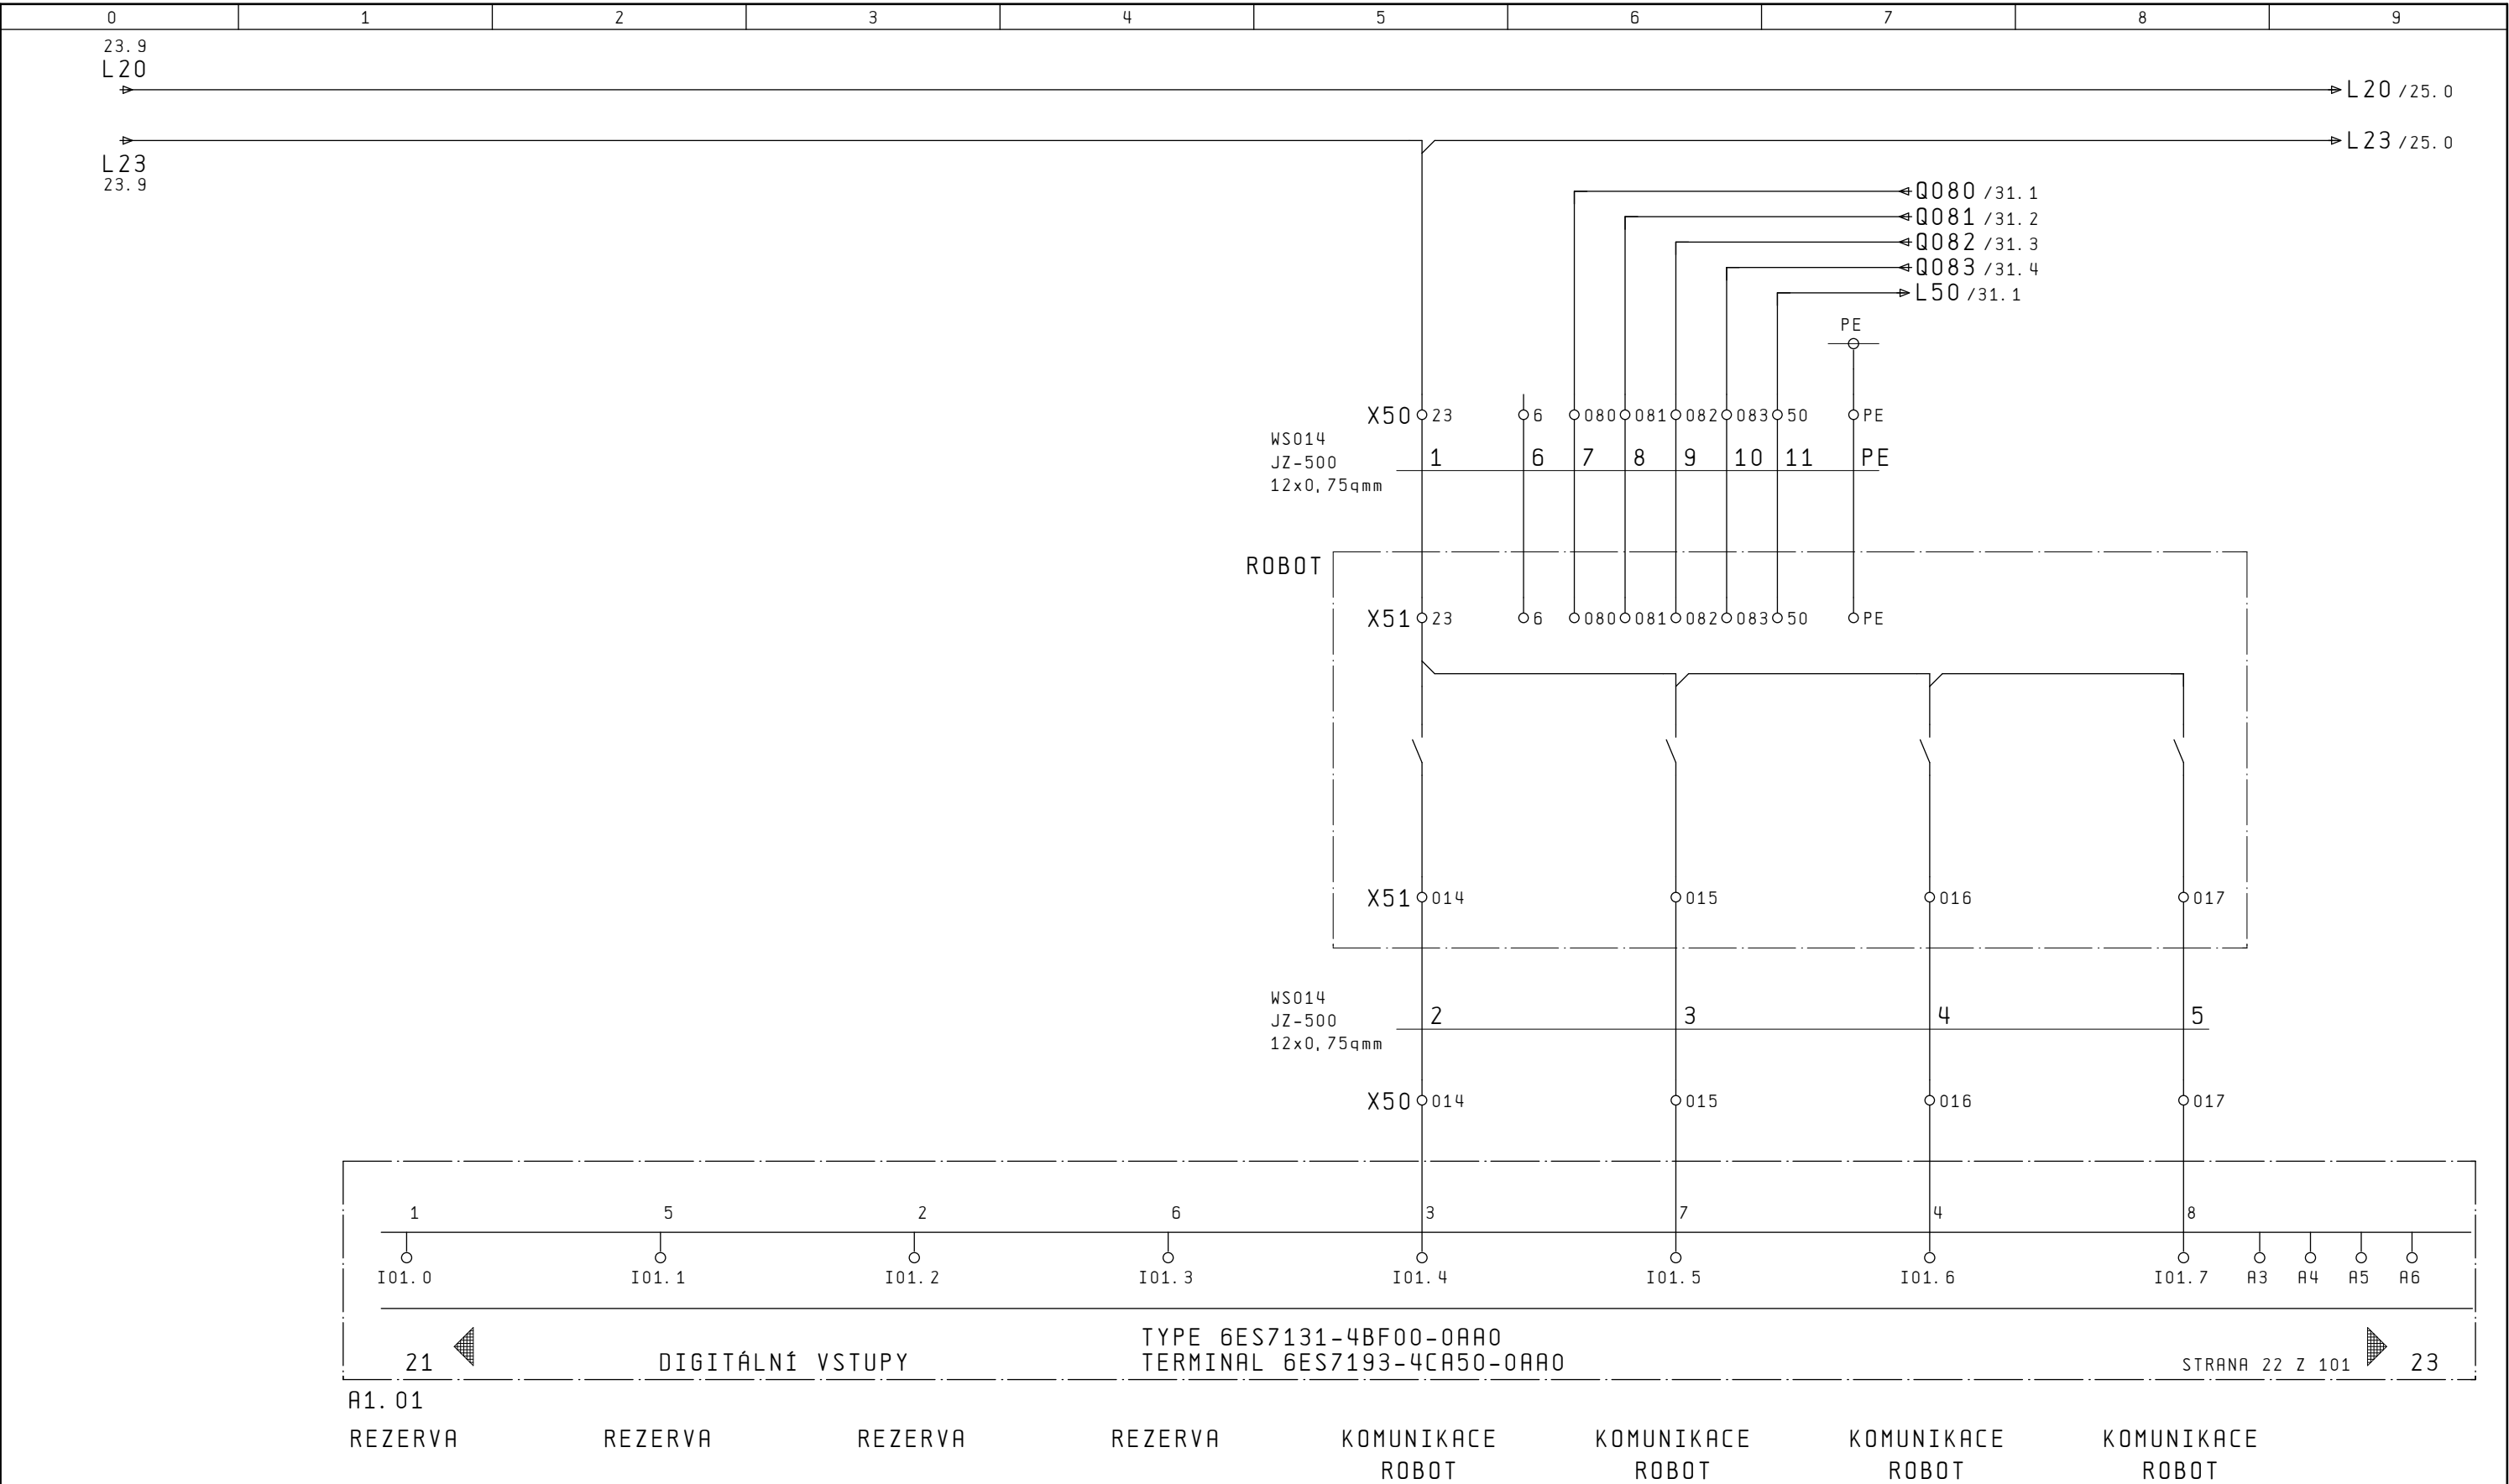 0 1 2 3 4 5 6 7 8 9
23.9
L20
L20 /25.0
L23 /25.0
L23
23.9
Q080 /31.1
Q081 /31.2
Q082 /31.3
Q083 /31.4
L50 /31.1
PE
X50 23 6 080 081 082 083 50 PE
WS014
JZ-500
12x0,75qmm
1 6 7 8 9 10 11 PE
ROBOT
X51 23 6 080 081 082 083 50 PE
X51 014 015 016 017
WS014
JZ-500
12x0,75qmm
2 3 4 5
X50 014 015 016 017
1 5 2 6 3 7 4 8
I01.0 I01.1 I01.2 I01.3 I01.4 I01.5 I01.6 I01.7 A3 A4 A5 A6
TYPE 6ES7131-4BF00-0AA0
21 DIGITÁLNÍ VSTUPY TERMINAL 6ES7193-4CA50-0AA0 STRANA 22 Z 101 23
A1.01
REZERVA REZERVA REZERVA REZERVA KOMUNIKACE KOMUNIKACE KOMUNIKACE KOMUNIKACE
ROBOT ROBOT ROBOT ROBOT